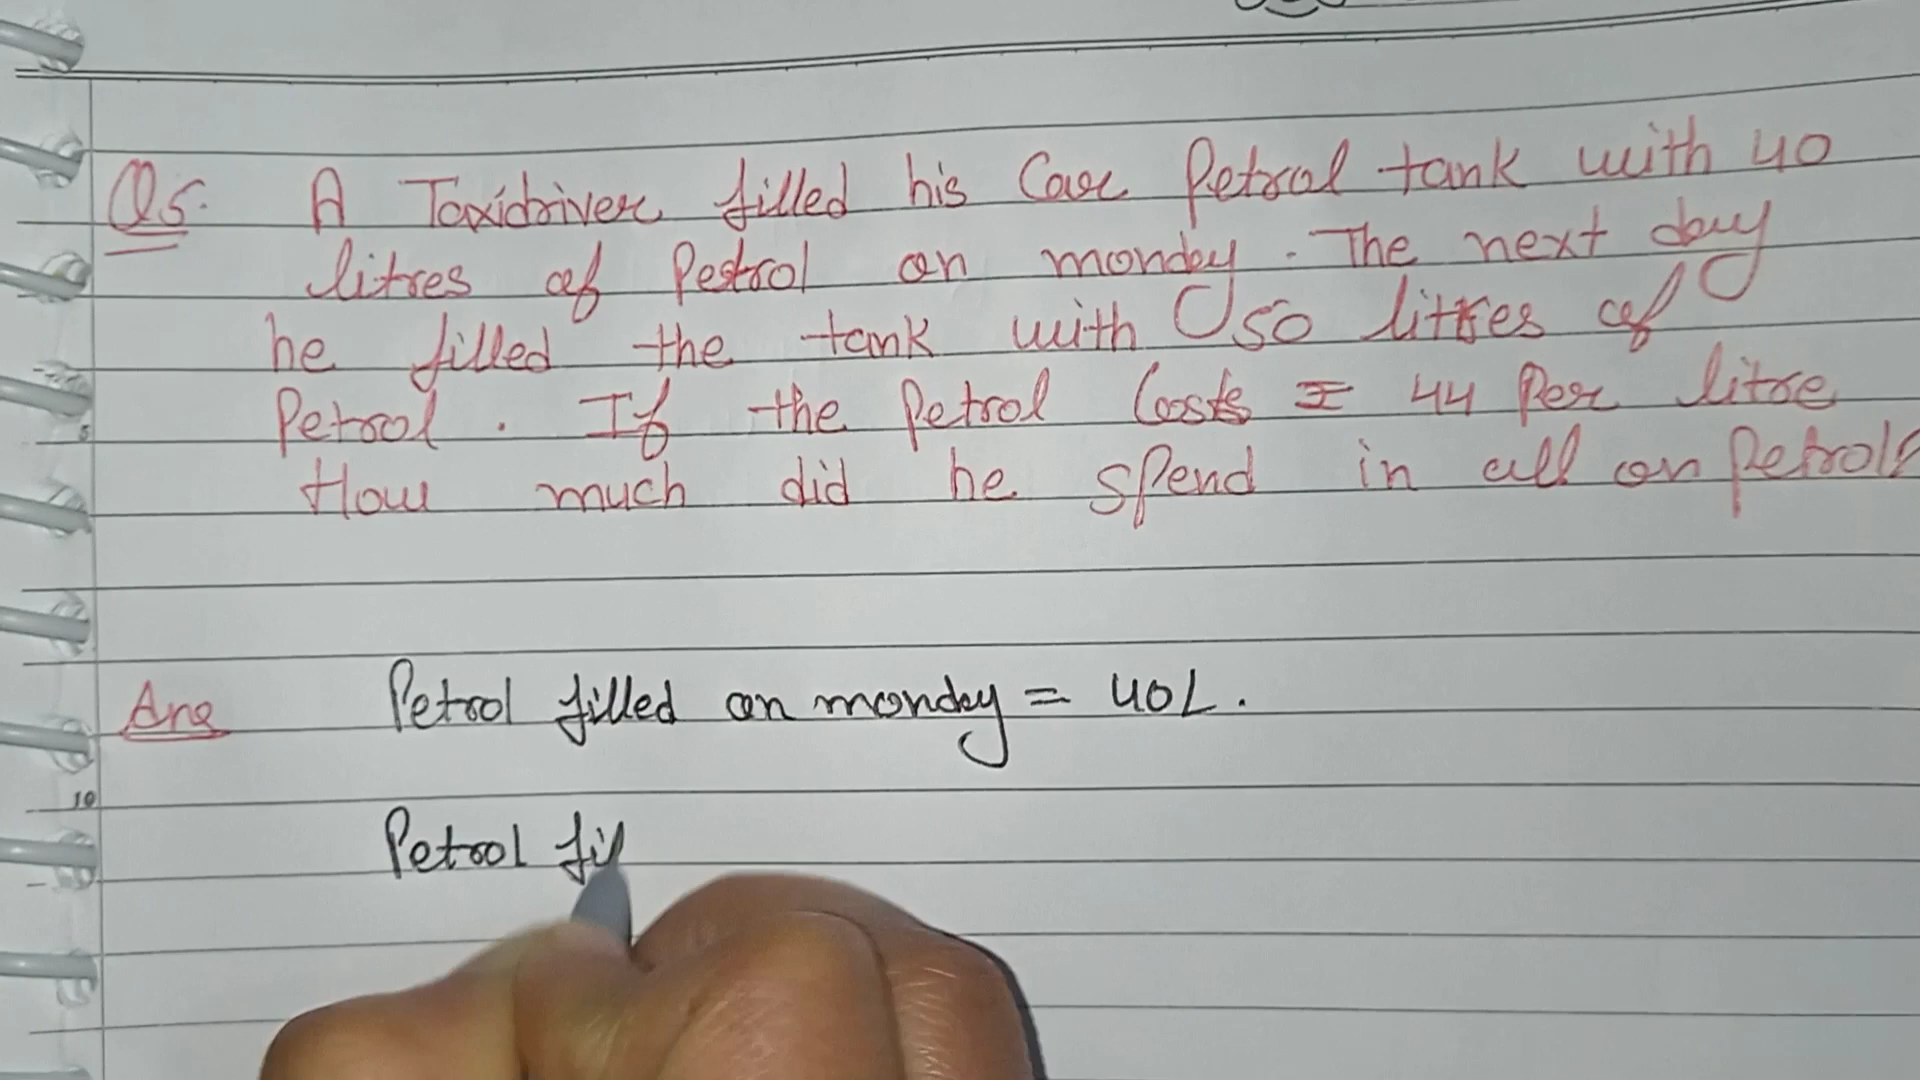 Q5. A Taxidriver filled his Car Petrol tank with 40
litres of Petrol on monday. The next day
he filled the tank with 50 litres of
Petrol. If the Petrol Costs ₹ 44 Per litre
How much did he spend in all on Petrol?
Ans Petrol filled on monday = 40L.
10
Petrol fil